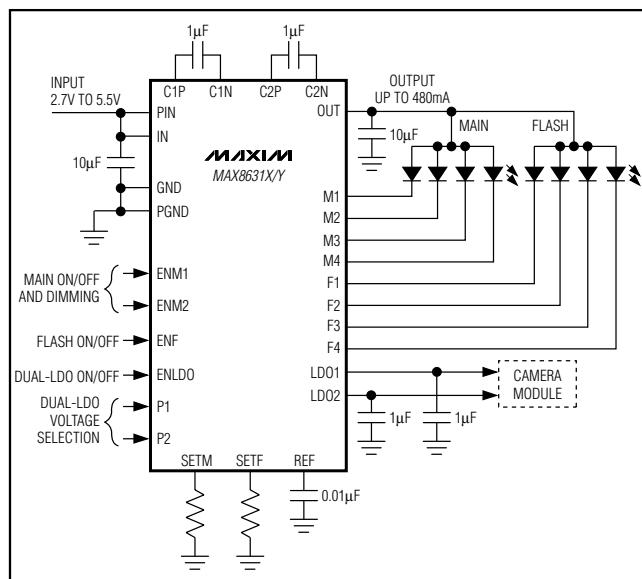 1µF
1µF
INPUT
2.7V TO 5.5V
C1P
C1N
C2P
C2N
OUTPUT
UP TO 480mA
PIN
OUT
IN
10µF
MAIN
FLASH
10µF
MAXIM
MAX8631X/Y
GND
PGND
M1
M2
M3
M4
MAIN ON/OFF
AND DIMMING
ENM1
ENM2
F1
F2
FLASH ON/OFF
ENF
F3
F4
DUAL-LDO ON/OFF
ENLDO
LDO1
LDO2
CAMERA
MODULE
DUAL-LDO
VOLTAGE
SELECTION
P1
P2
1µF
1µF
SETM
SETF
REF
0.01µF